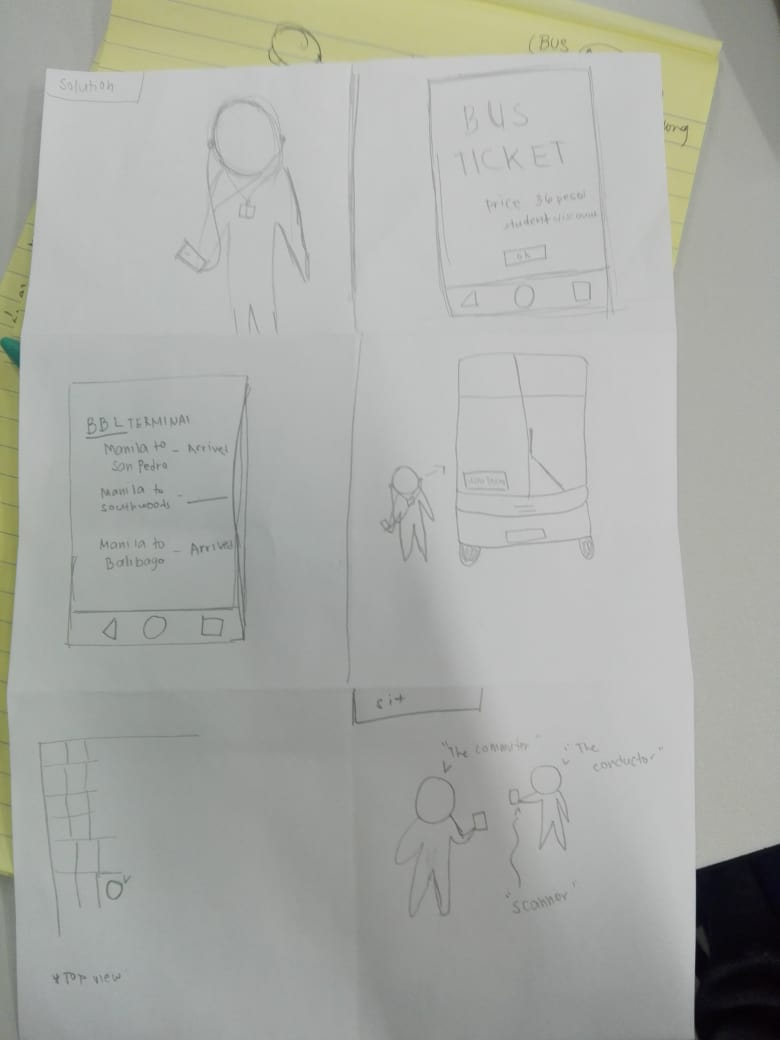 (BUS
Solution
ong
BUS
TICKET
price 36 pesos
student discount
ok
BBL TERMINAL
Manila to - Arrived
San Pedro
Manila to -
southwoods
Manila to - Arrived
Balibago
sit
"The commuter"
"The
conductor"
"scanner"
*Top view